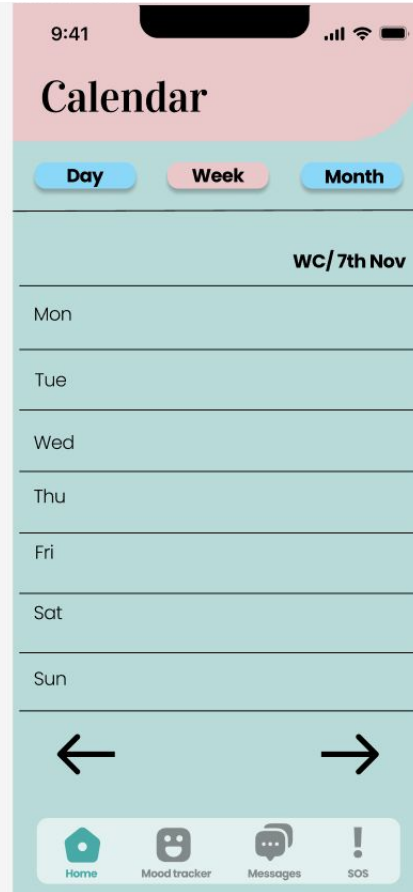 9:41
Calendar
Day Week Month
WC/ 7th Nov
Mon
Tue
Wed
Thu
Fri
Sat
Sun
Home Mood tracker Messages SOS